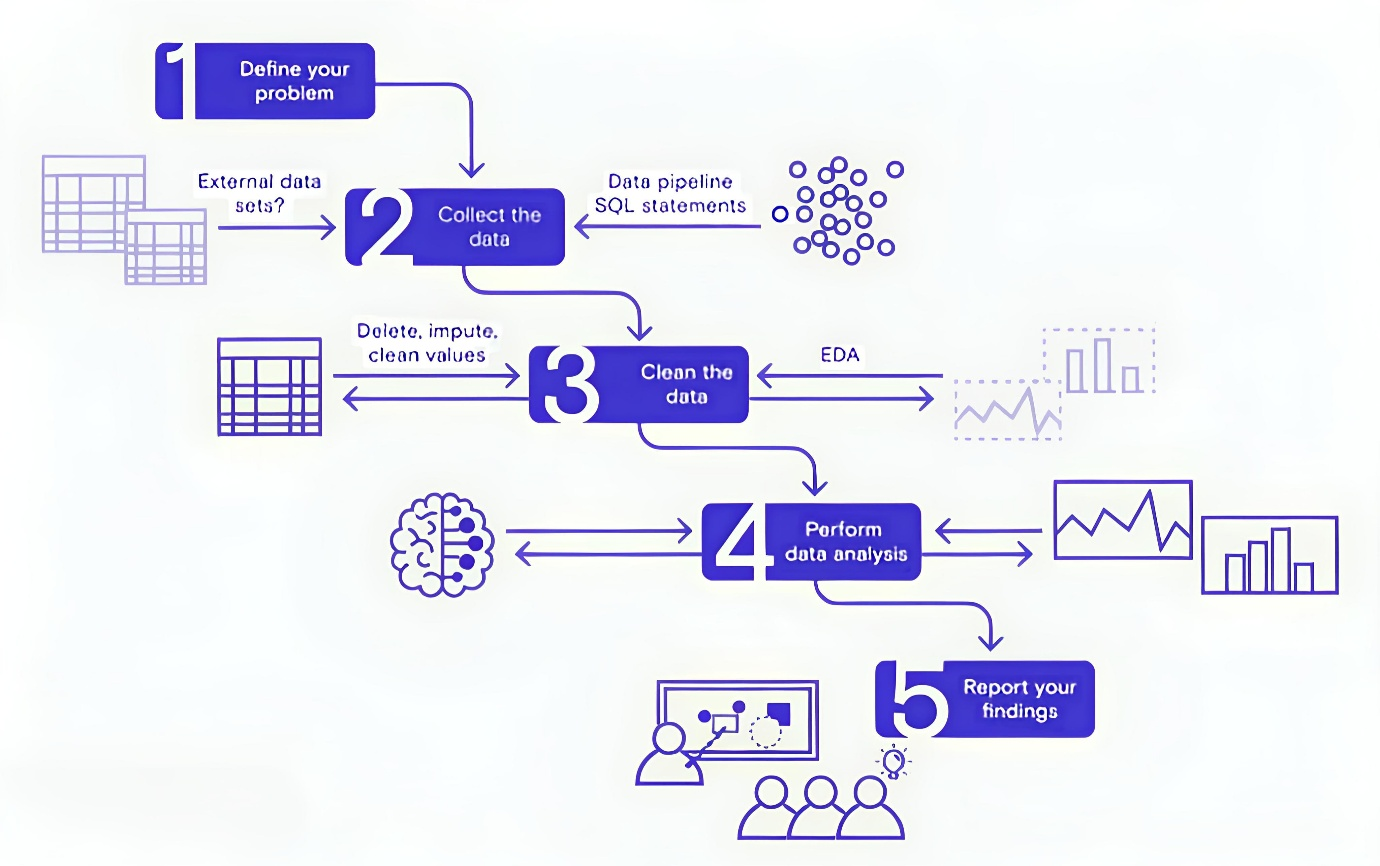 1
Define your
problem
External data
sets?
2
Collect the
data
Data pipeline
SQL statements
Delete, impute,
clean values
3
Clean the
data
EDA
4
Perform
data analysis
5
Report your
findings